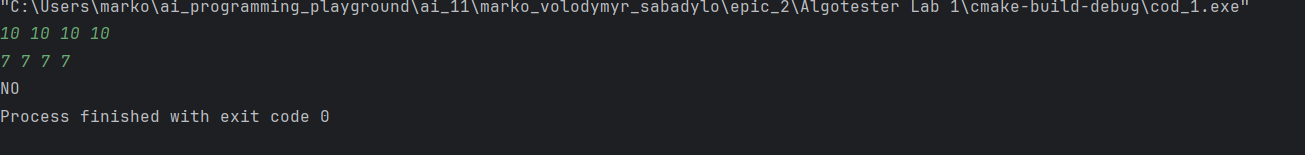 "C:\Users\marko\ai_programming_playground\ai_11\marko_volodymyr_sabadylo\epic_2\Algotester Lab 1\cmake-build-debug\cod_1.exe"
10 10 10 10
7 7 7 7
NO
Process finished with exit code 0